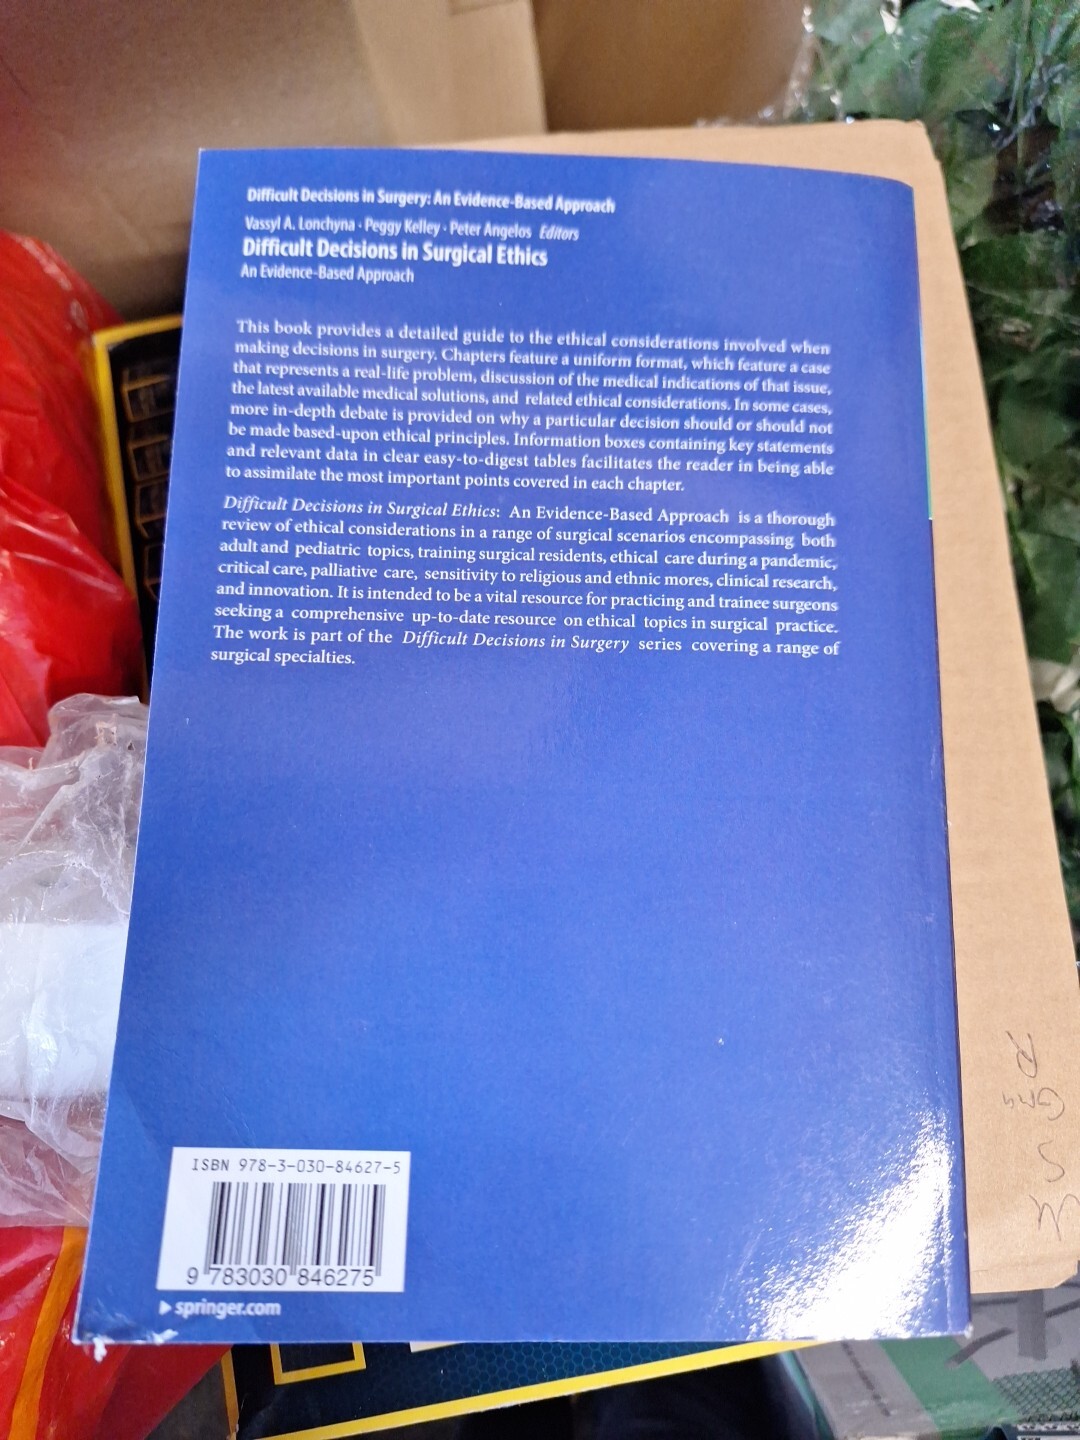 Difficult Decisions in Surgery: An Evidence-Based Approach
Vassyl A. Lonchyna · Peggy Kelley · Peter Angelos Editors
Difficult Decisions in Surgical Ethics
An Evidence-Based Approach
This book provides a detailed guide to the ethical considerations involved when
making decisions in surgery. Chapters feature a uniform format, which feature a case
that represents a real-life problem, discussion of the medical indications of that issue,
the latest available medical solutions, and related ethical considerations. In some cases,
more in-depth debate is provided on why a particular decision should or should not
be made based-upon ethical principles. Information boxes containing key statements
and relevant data in clear easy-to-digest tables facilitates the reader in being able
to assimilate the most important points covered in each chapter.
Difficult Decisions in Surgical Ethics: An Evidence-Based Approach is a thorough
review of ethical considerations in a range of surgical scenarios encompassing both
adult and pediatric topics, training surgical residents, ethical care during a pandemic,
critical care, palliative care, sensitivity to religious and ethnic mores, clinical research,
and innovation. It is intended to be a vital resource for practicing and trainee surgeons
seeking a comprehensive up-to-date resource on ethical topics in surgical practice.
The work is part of the Difficult Decisions in Surgery series covering a range of
surgical specialties.
ISBN 978-3-030-84627-5
9 783030 846275
springer.com